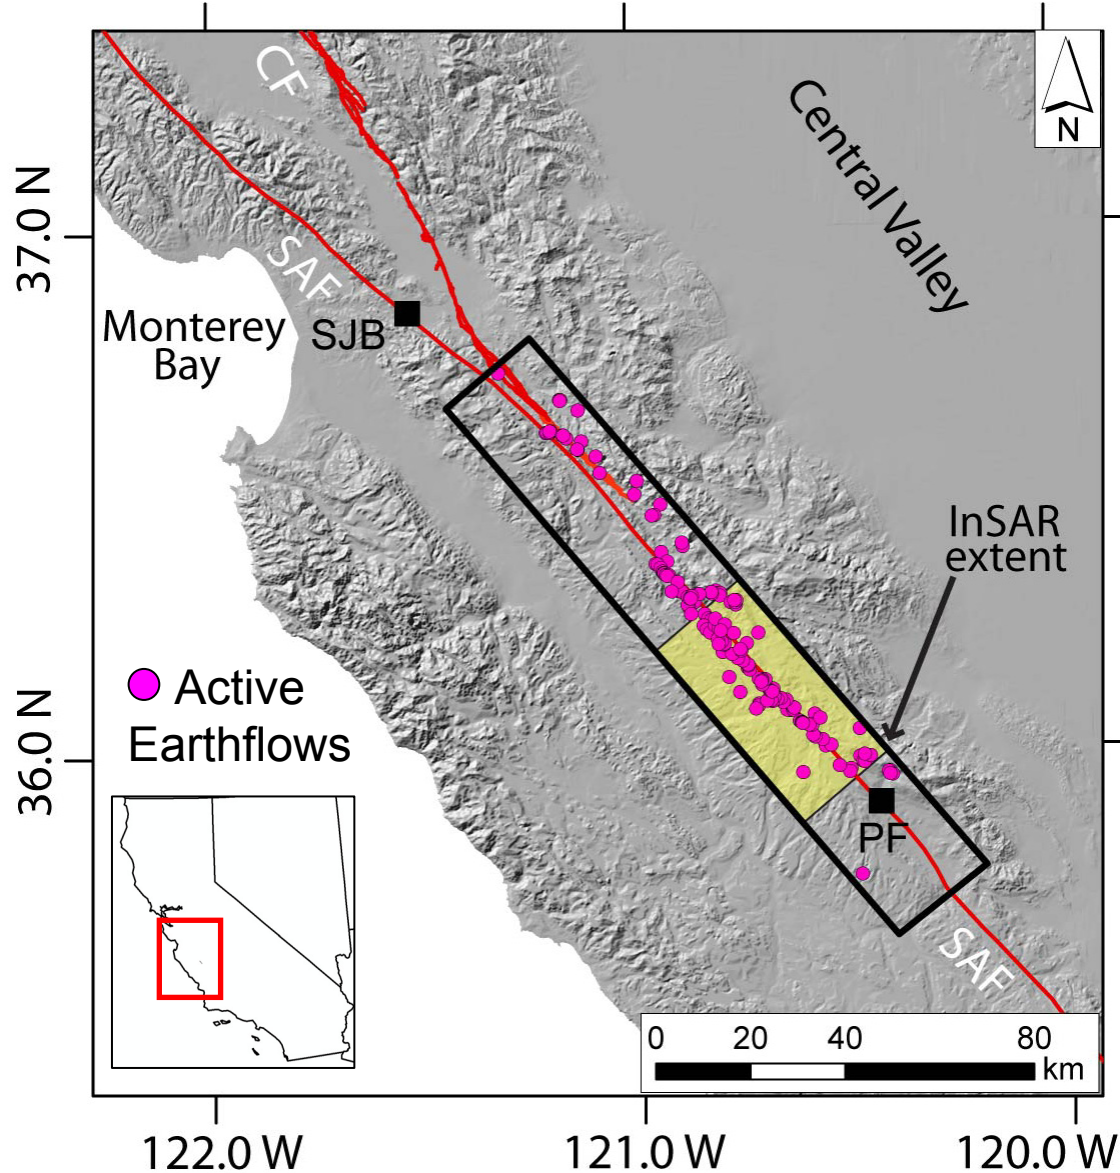 CF
Central Valley
N
37.0 N
SAF
SJB
Monterey
Bay
InSAR
extent
Active
Earthflows
36.0 N
PF
SAF
0 20 40 80
km
122.0 W 121.0 W 120.0 W